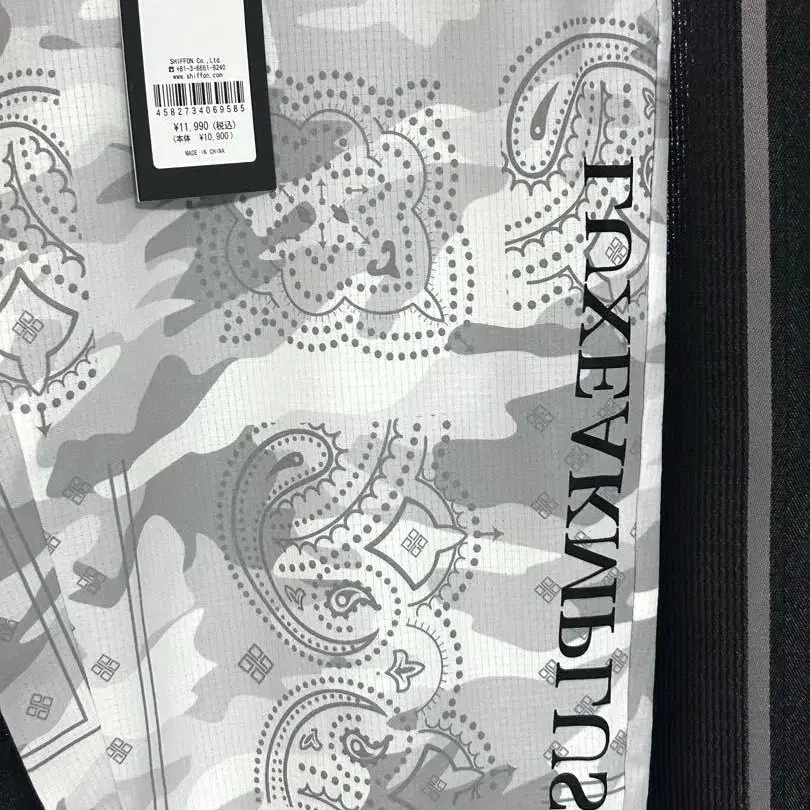 SHIFFON Co.,Ltd.
☎ +81-3-6661-9240
www.shiffon.com
4582734069585
¥11,990 (税込)
(本体 ¥10,900)
MADE IN CHINA
LUXEAKMPLUS